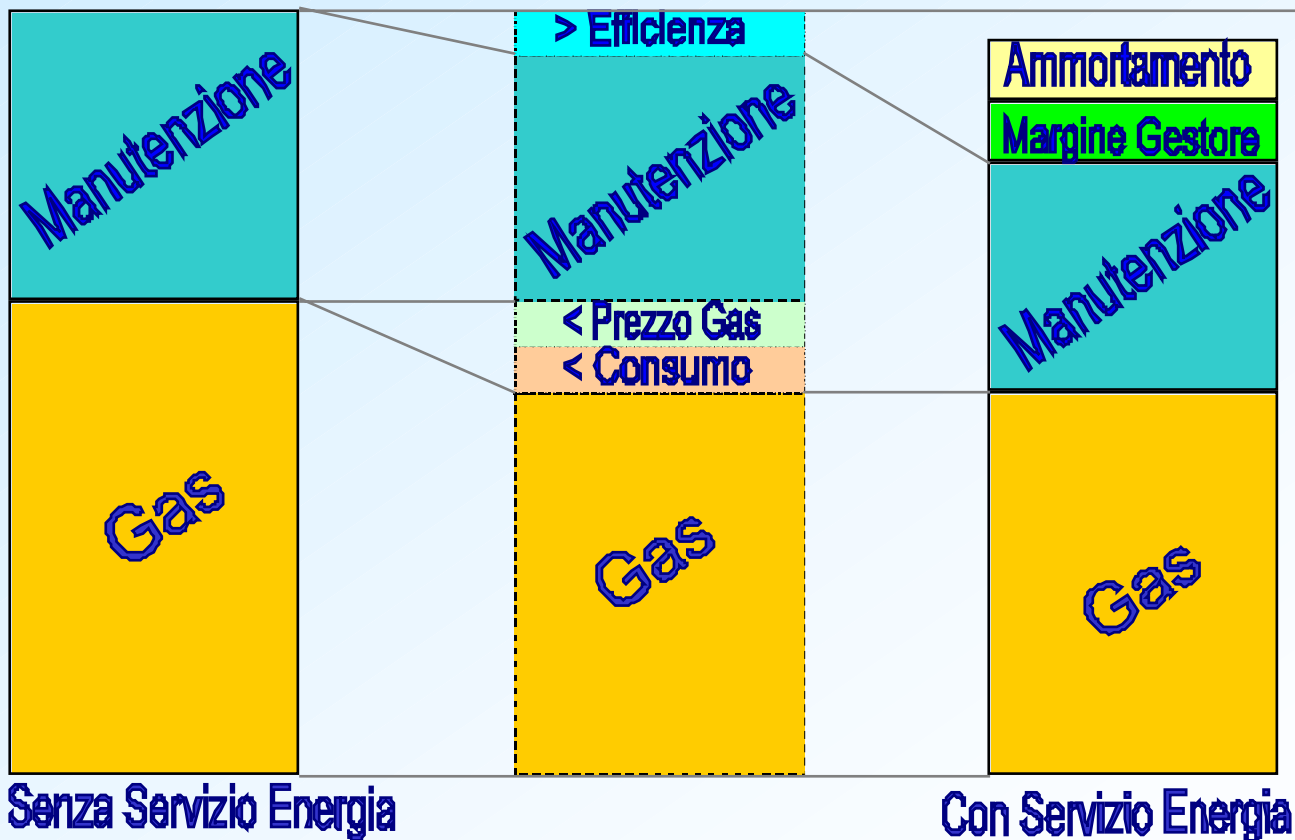 Manutenzione
Gas
Senza Servizio Energia
> Efficienza
Manutenzione
< Prezzo Gas
< Consumo
Gas
Ammortamento
Margine Gestore
Manutenzione
Gas
Con Servizio Energia